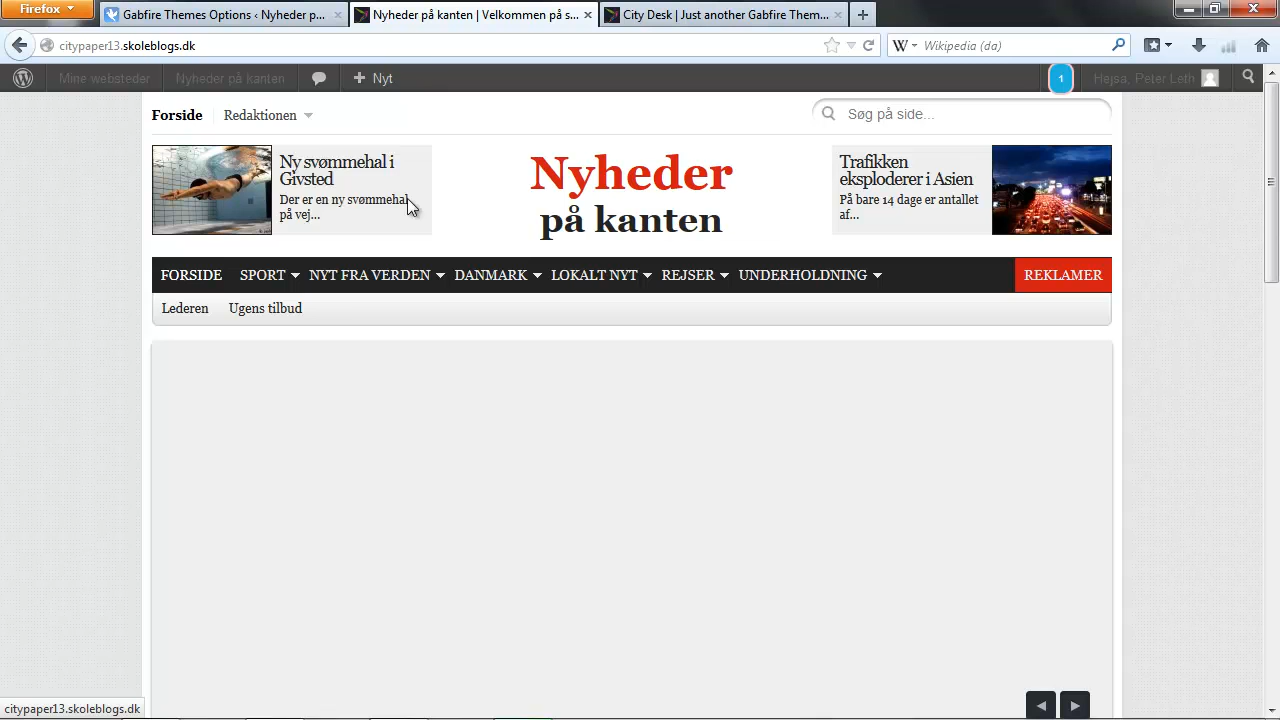 Firefox
Gabfire Themes Options ‹ Nyheder p...
Nyheder på kanten | Velkommen på s...
City Desk | Just another Gabfire Them...
citypaper13.skoleblogs.dk
Wikipedia (da)
Mine websteder
Nyheder på kanten
Nyt
1
Hejsa, Peter Leth
Forside
Redaktionen
Søg på side...
Ny svømmehal i
Givsted
Der er en ny svømmehal
på vej...
Nyheder
på kanten
Trafikken
eksploderer i Asien
På bare 14 dage er antallet
af...
FORSIDE
SPORT
NYT FRA VERDEN
DANMARK
LOKALT NYT
REJSER
UNDERHOLDNING
REKLAMER
Lederen
Ugens tilbud
citypaper13.skoleblogs.dk